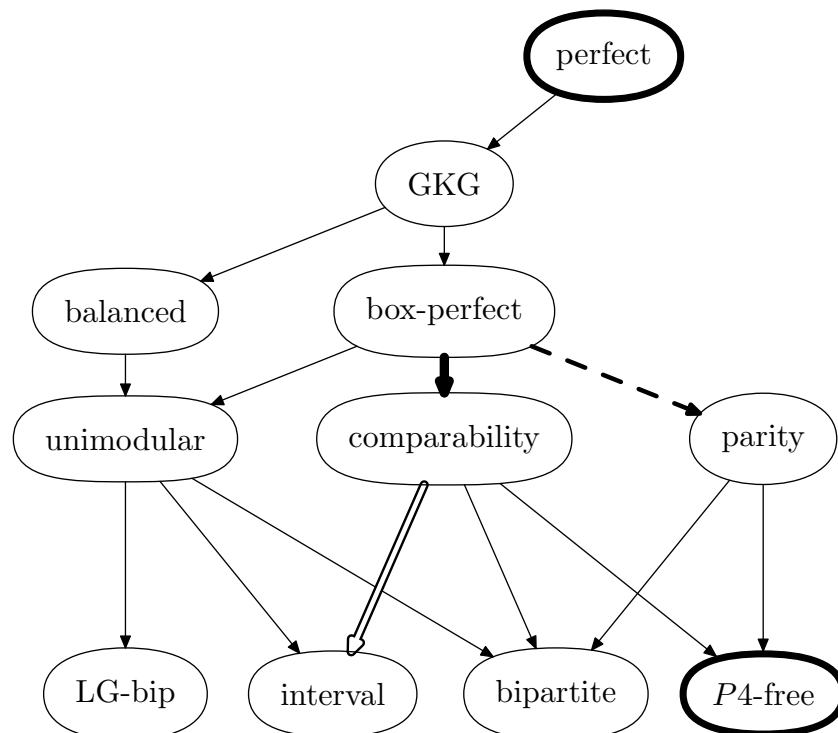 perfect
GKG
balanced
box-perfect
unimodular
comparability
parity
LG-bip
interval
bipartite
P4-free